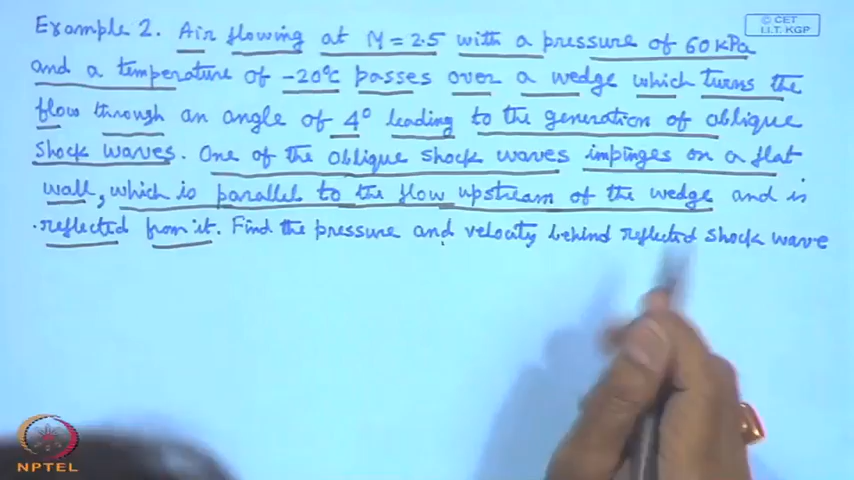 © CET
I.I.T. KGP
Example 2. Air flowing at M = 2.5 with a pressure of 60 kPa
and a temperature of -20°C passes over a wedge which turns the
flow through an angle of 4° leading to the generation of oblique
shock waves. One of the oblique shock waves impinges on a flat
wall, which is parallel to the flow upstream of the wedge and is
reflected from it. Find the pressure and velocity behind reflected shock wave
NPTEL